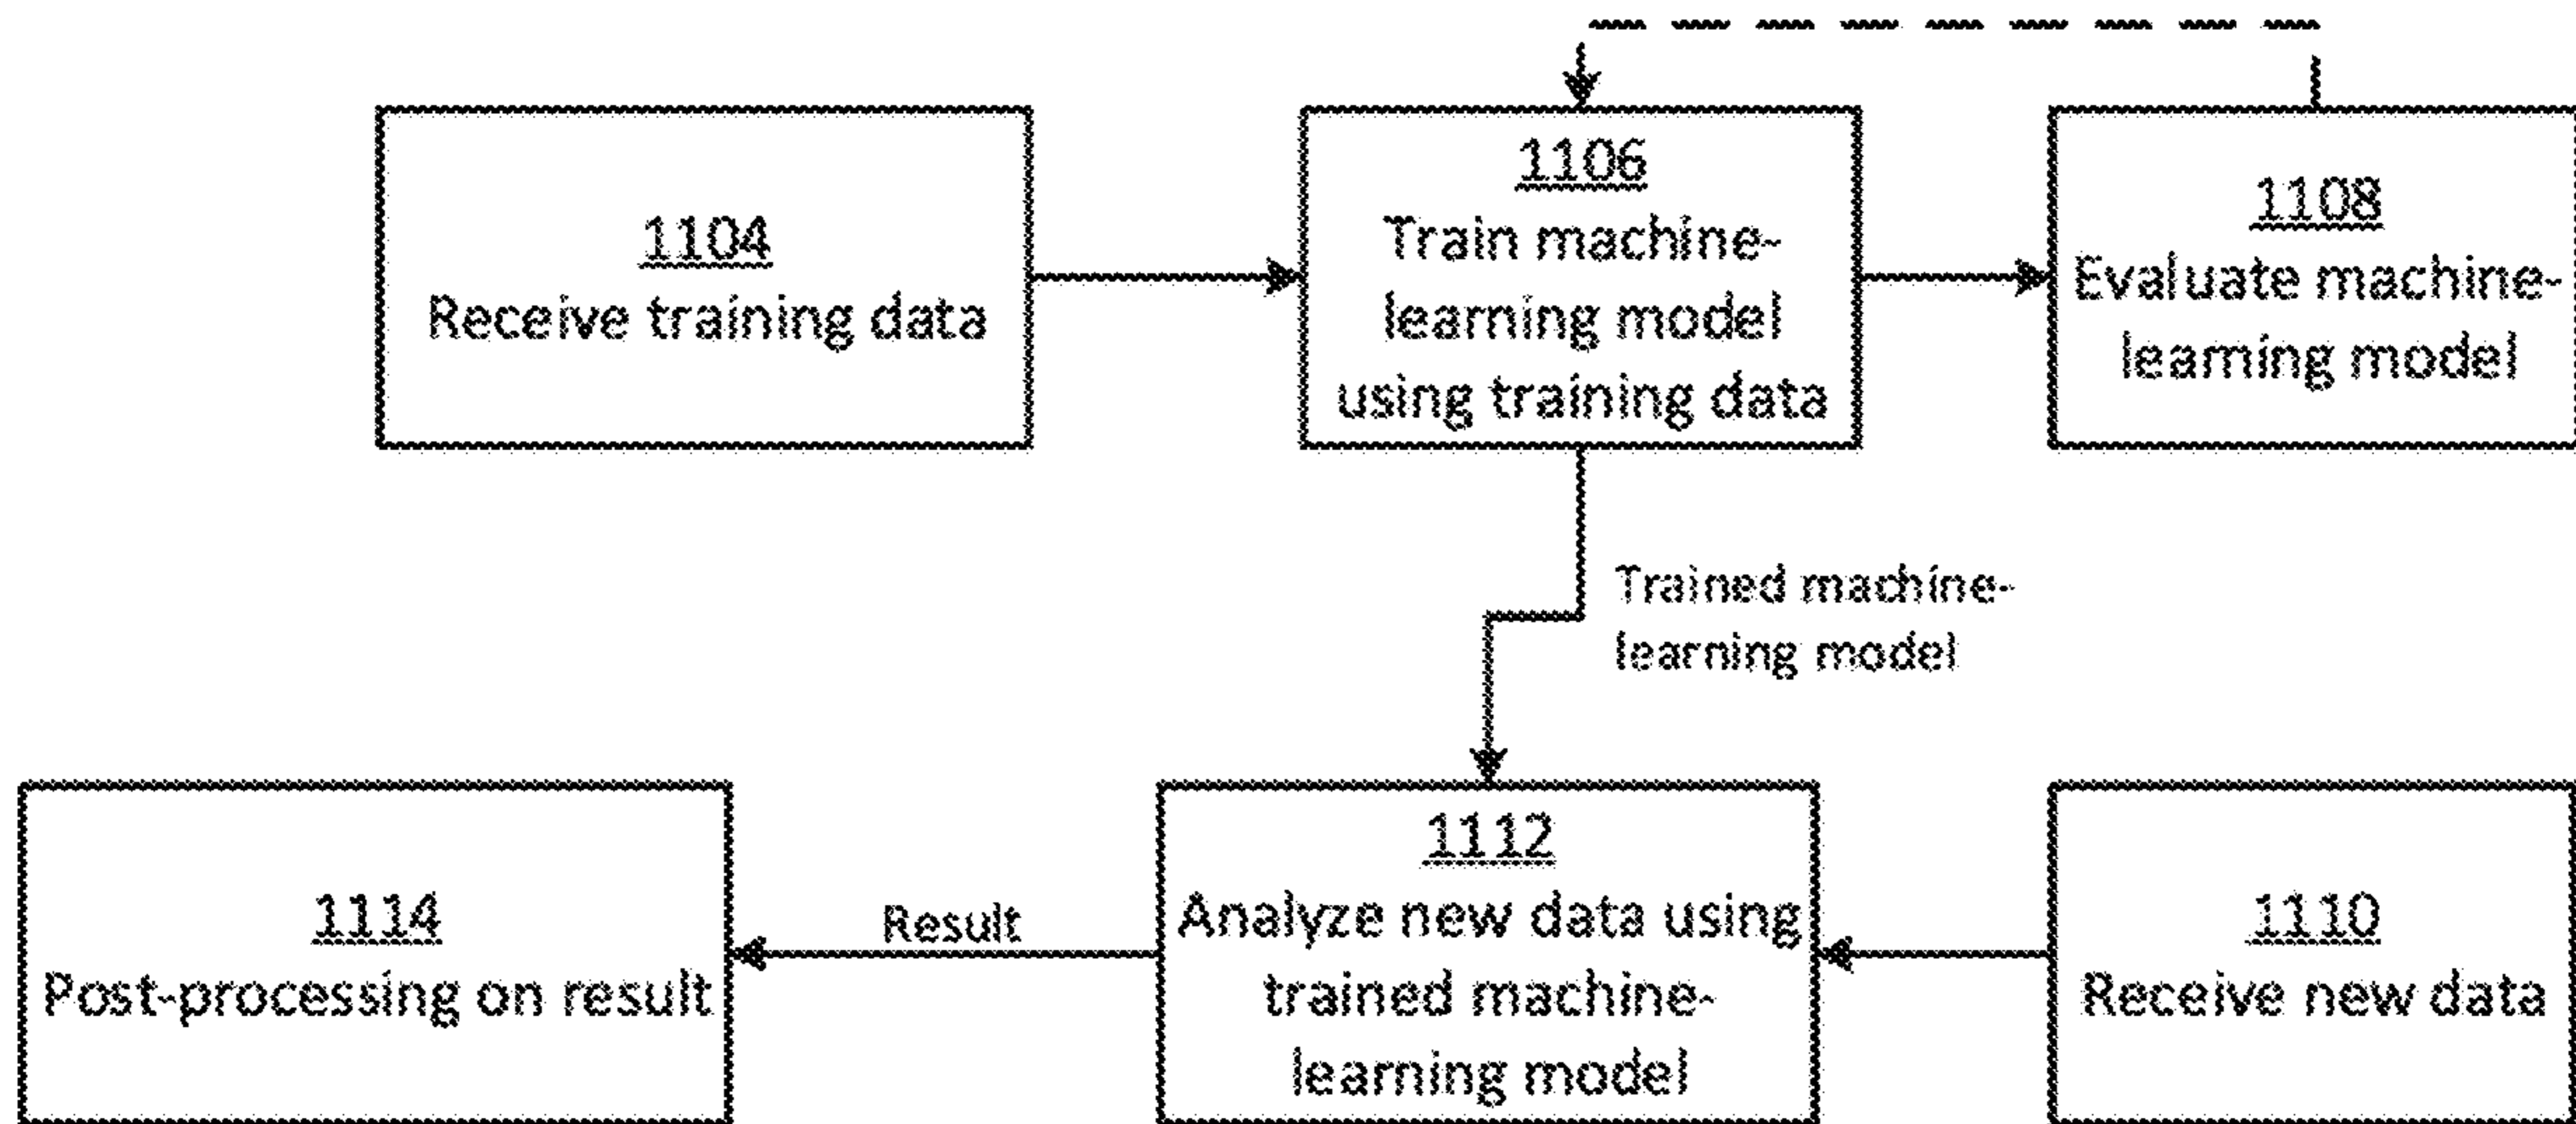 1104
Receive training data
1106
Train machine-
learning model
using training data
1108
Evaluate machine-
learning model
Trained machine-
learning model
1114
Post-processing on result
Result
1112
Analyze new data using
trained machine-
learning model
1110
Receive new data